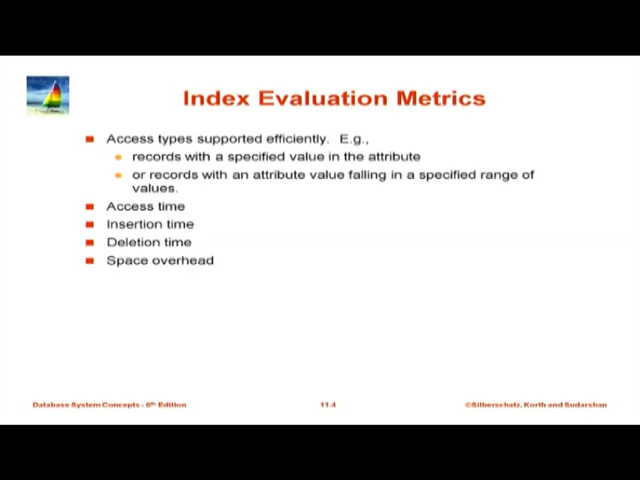 Index Evaluation Metrics
Access types supported efficiently.  E.g.,
records with a specified value in the attribute
or records with an attribute value falling in a specified range of
values.
Access time
Insertion time
Deletion time
Space overhead
Database System Concepts - 6th Edition
11.4
©Silberschatz, Korth and Sudarshan